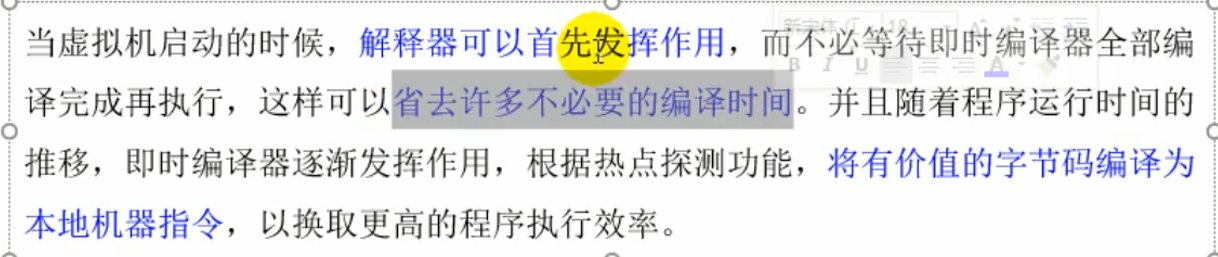 当虚拟机启动的时候，解释器可以首先发挥作用，而不必等待即时编译器全部编
译完成再执行，这样可以省去许多不必要的编译时间。并且随着程序运行时间的
推移，即时编译器逐渐发挥作用，根据热点探测功能，将有价值的字节码编译为
本地机器指令，以换取更高的程序执行效率。
新宋体 18
B I U A